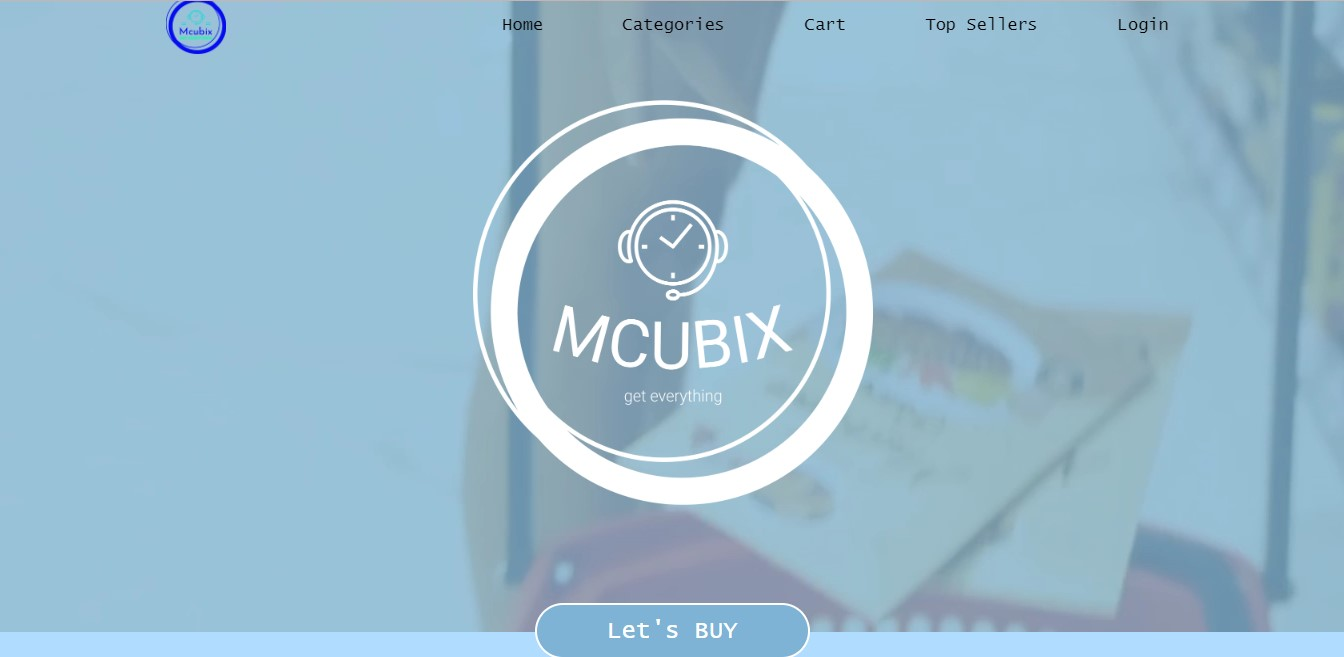 Mcubix
Home Categories Cart Top Sellers Login
MCUBIX
get everything
Let's BUY